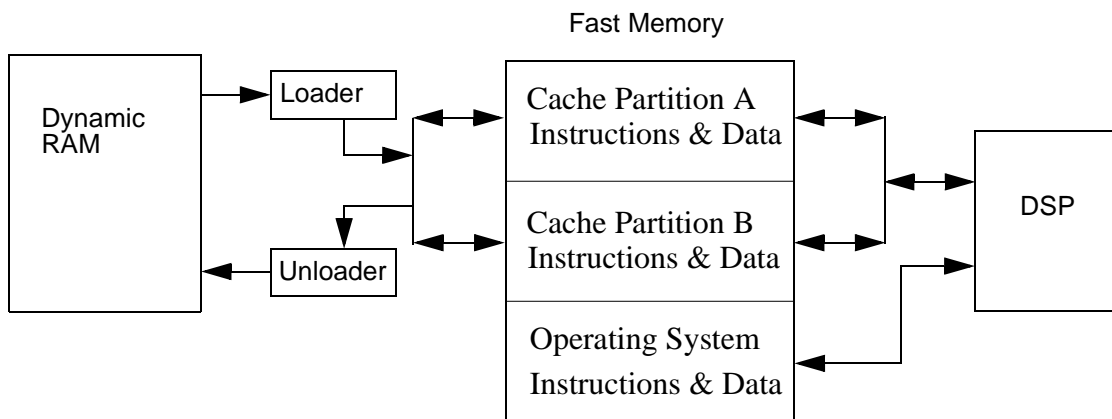 Fast Memory
Dynamic
RAM
Loader
Unloader
Cache Partition A
Instructions & Data
Cache Partition B
Instructions & Data
Operating System
Instructions & Data
DSP